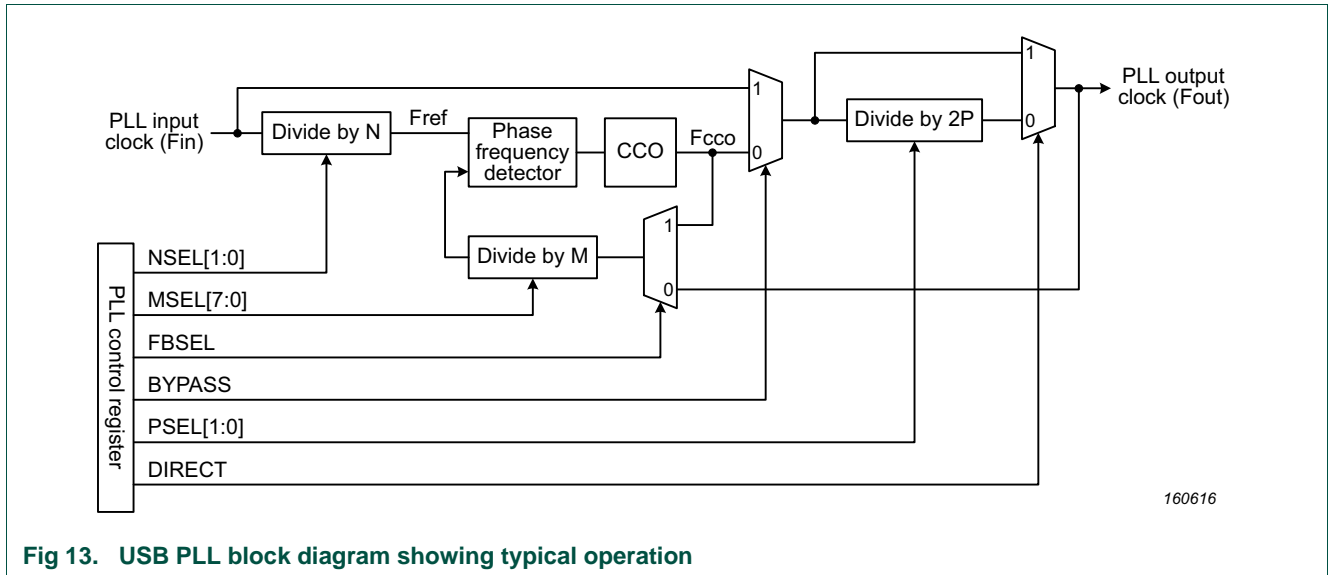 1
PLL output
clock (Fout)
1
PLL input
clock (Fin)
Divide by N
Fref
Phase
frequency
detector
CCO
Fcco
0
Divide by 2P
0
1
Divide by M
0
PLL control register
NSEL[1:0]
MSEL[7:0]
FBSEL
BYPASS
PSEL[1:0]
DIRECT
160616
Fig 13. USB PLL block diagram showing typical operation